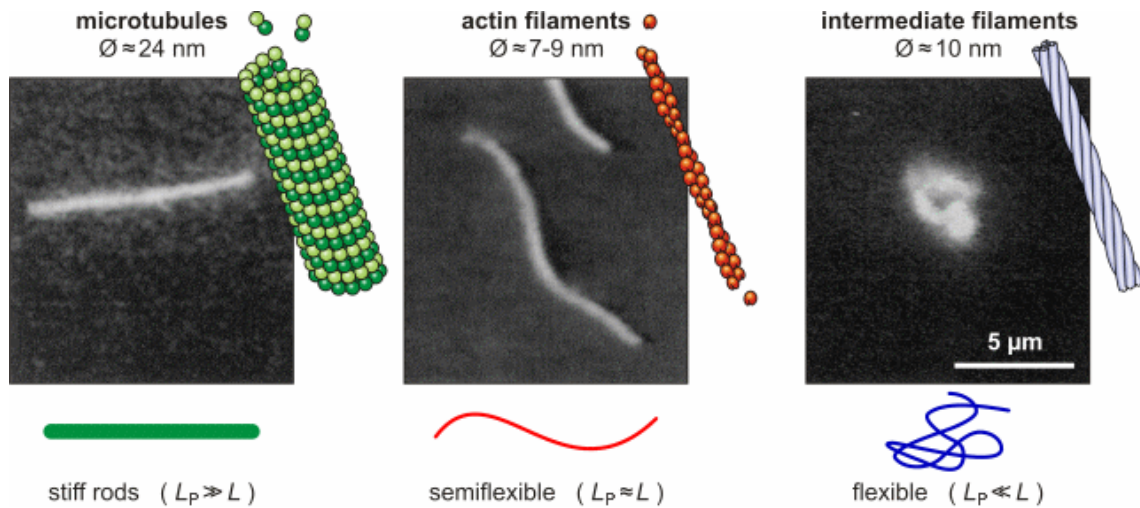 microtubules
Ø ≈ 24 nm
actin filaments
Ø ≈ 7-9 nm
intermediate filaments
Ø ≈ 10 nm
5 µm
stiff rods ( Lₚ ≫ L )
semiflexible ( Lₚ ≈ L )
flexible ( Lₚ ≪ L )